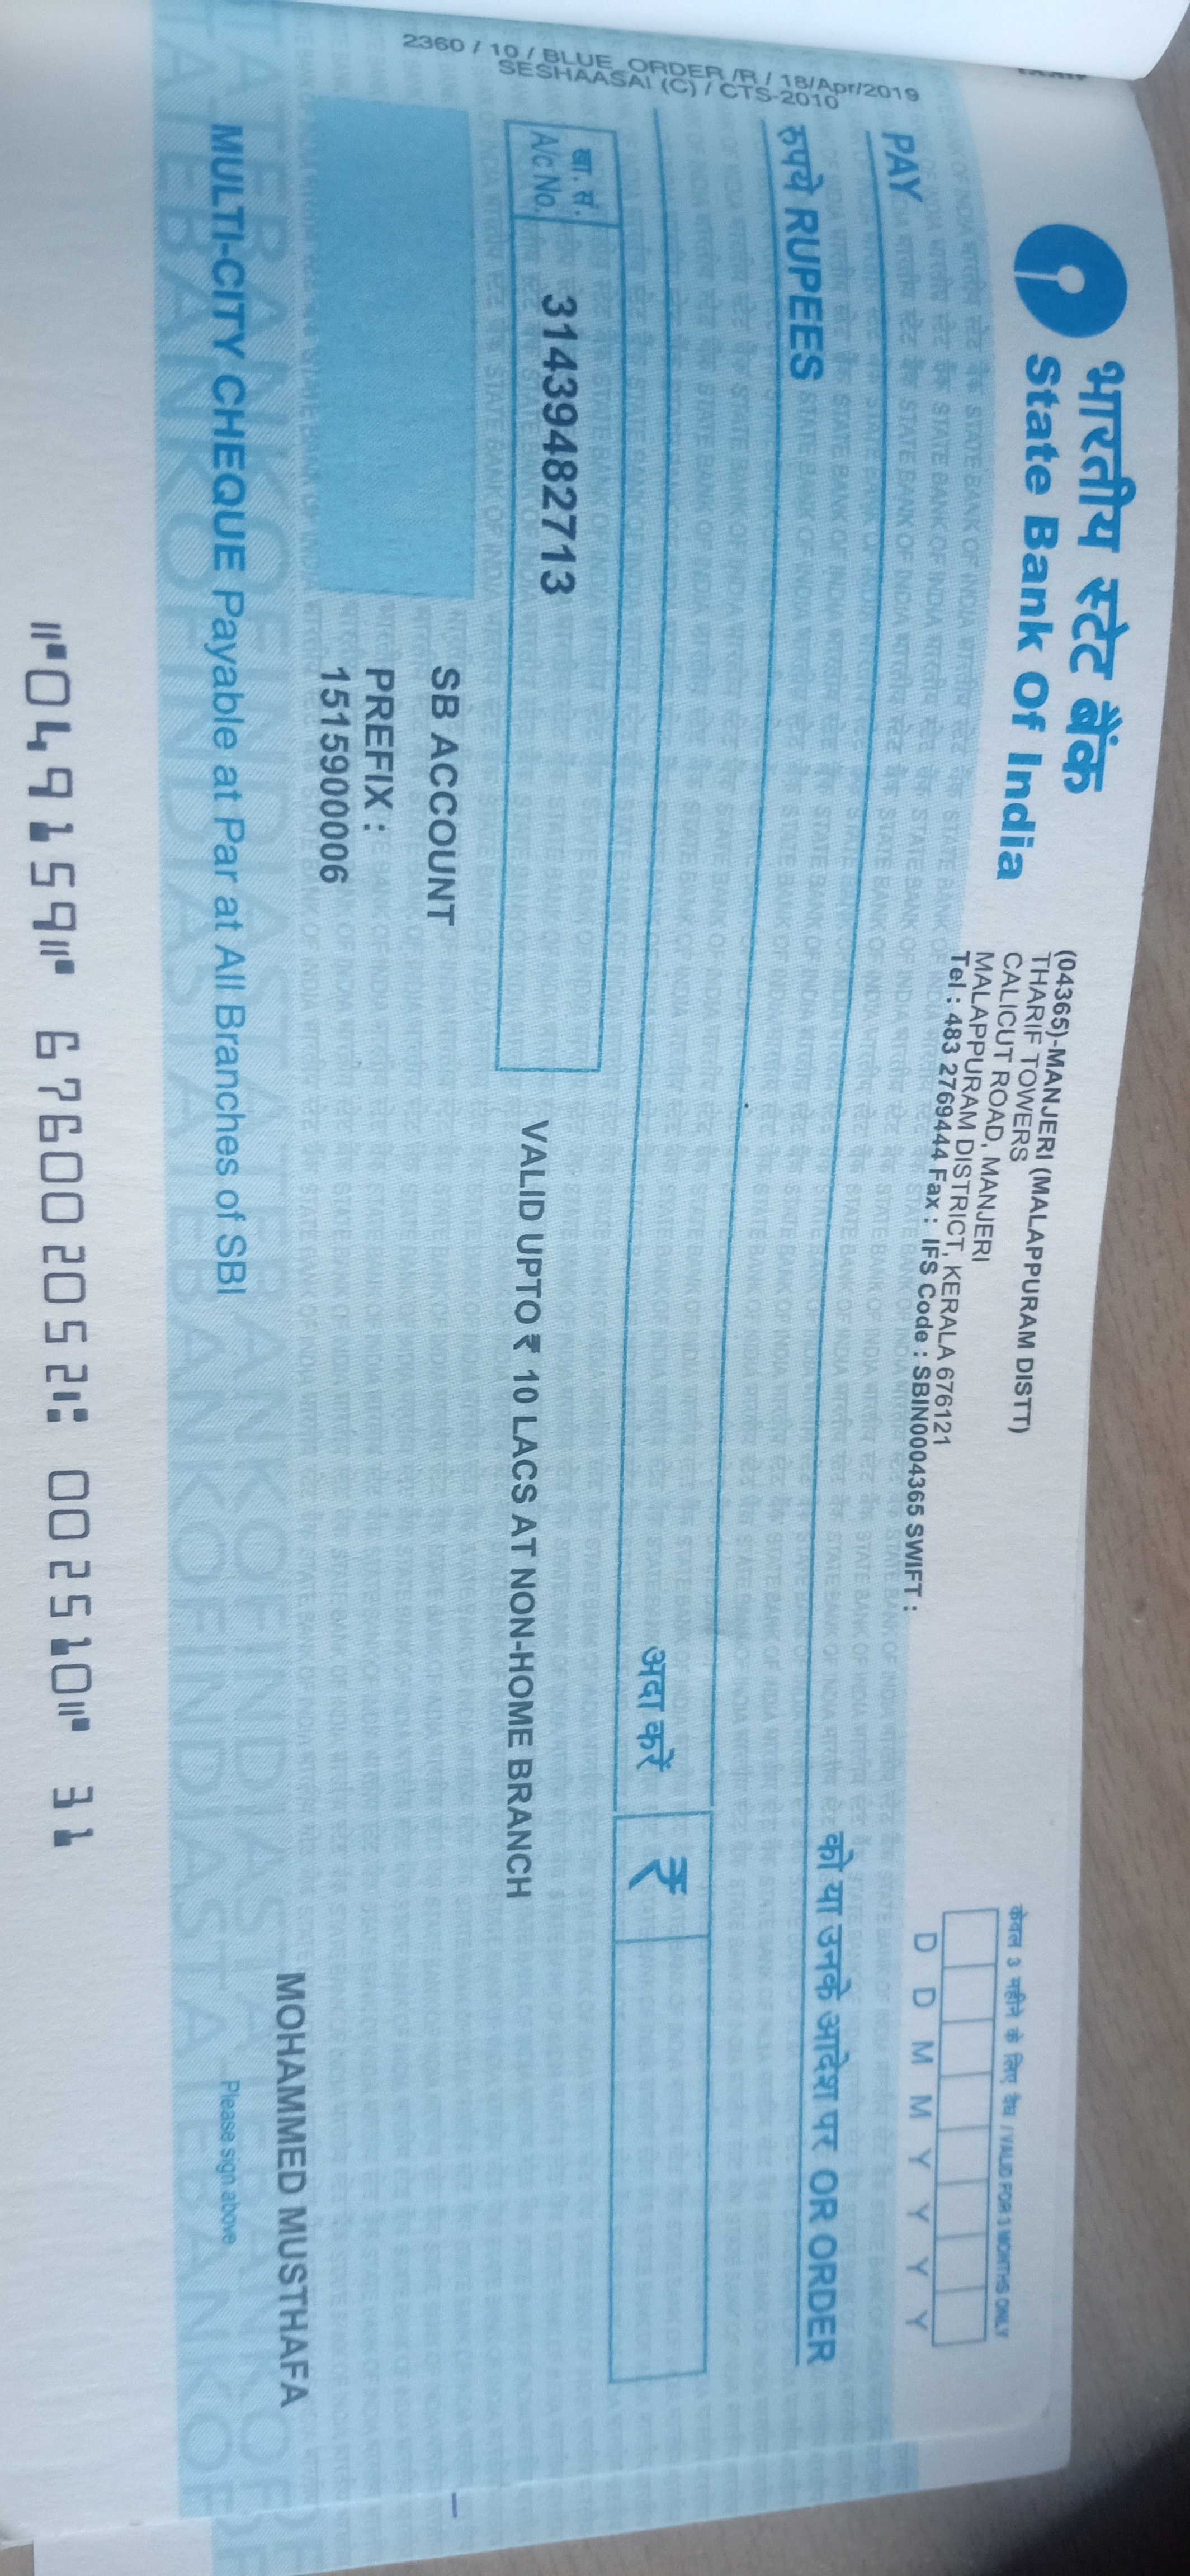 2360 / 10 / BLUE_ORDER /R / 18/Apr/2019
SESHAASAI (C) / CTS-2010
भारतीय स्टेट बैंक
State Bank Of India
(04365)-MANJERI (MALAPPURAM DISTT)
THARIF TOWERS
CALICUT ROAD, MANJERI
MALAPPURAM DISTRICT, KERALA 676121
Tel : 483 2769444 Fax : IFS Code : SBIN0004365 SWIFT :
केवल 3 महीने के लिए वैध / VALID FOR 3 MONTHS ONLY
D D M M Y Y Y Y
PAY
को या उनके आदेश पर OR ORDER
रुपये RUPEES
अदा करें ₹
खा. सं.
A/c No.
31439482713
VALID UPTO ₹ 10 LACS AT NON-HOME BRANCH
SB ACCOUNT
PREFIX :
1515900006
MOHAMMED MUSTHAFA
MULTI-CITY CHEQUE Payable at Par at All Branches of SBI
Please sign above
⑈049159⑈ 676002052⑆ 002510⑈ 31